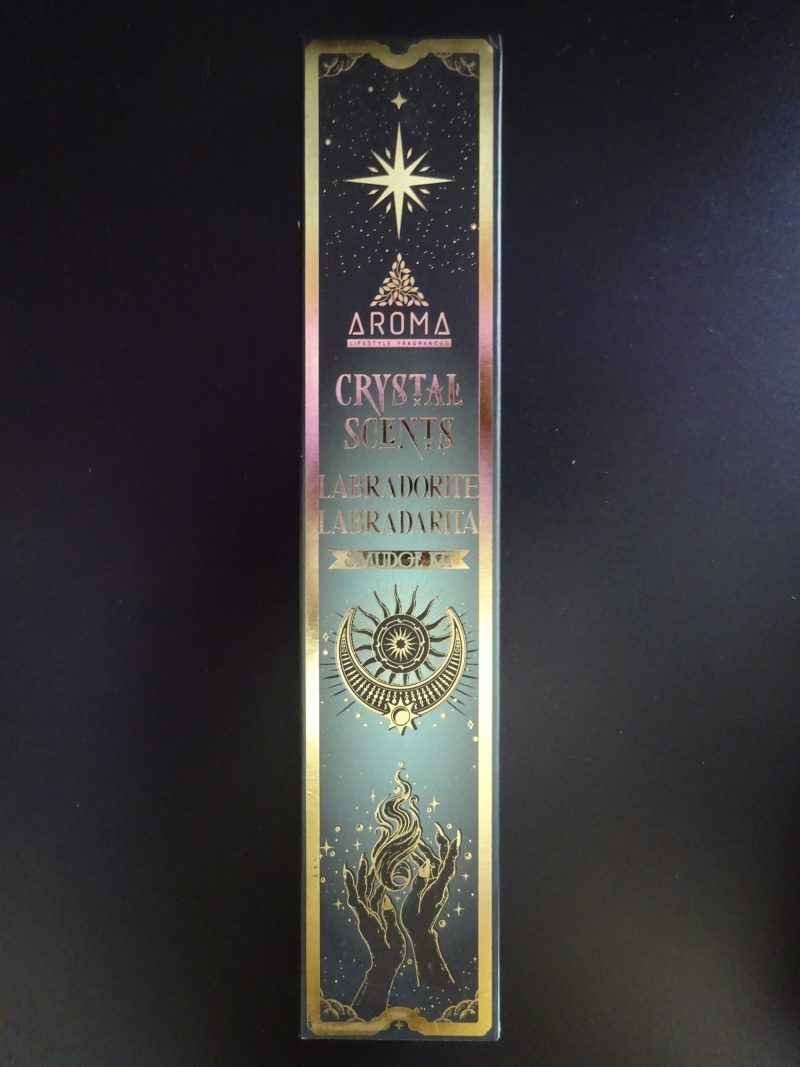 AROMA
LIFESTYLE FRAGRANCES
CRYSTAL
SCENTS
LABRADORITE
LABRADARITA
SMUDGE KIT